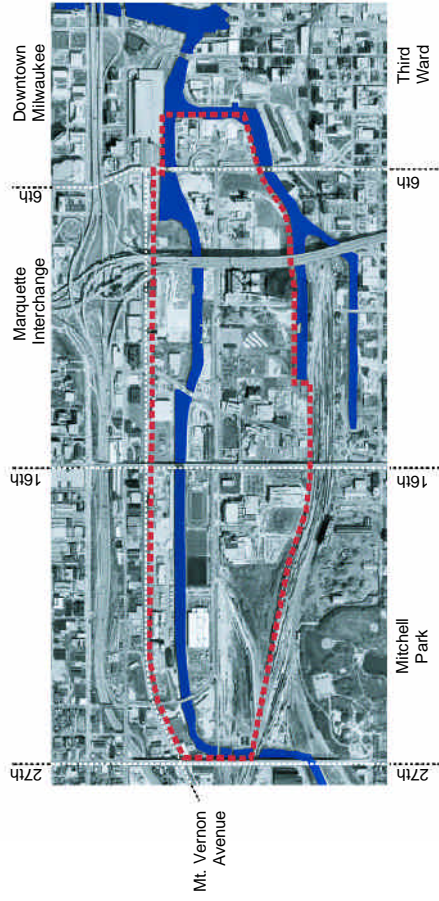 Downtown
Milwaukee
6th
Marquette
Interchange
16th
27th
Mt. Vernon
Avenue
Third
Ward
6th
16th
Mitchell
Park
27th